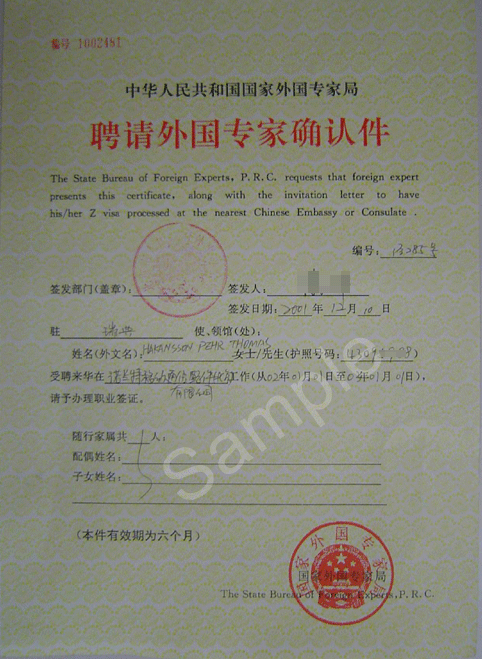 编号 1002481
中华人民共和国国家外国专家局
聘请外国专家确认件
The State Bureau of Foreign Experts, P.R.C. requests that foreign expert
presents this certificate, along with the invitation letter to have
his/her Z visa processed at the nearest Chinese Embassy or Consulate.
编号:
签发部门(盖章): 签发人:
签发日期: 2001 年 12 月 10 日
驻 瑞典 使、领馆(处):
姓名(外文名): HAKANSSON PEHR THOMAS 女士/先生(护照号码: )
受聘来华在 工作(从02年01月01日至04年01月01日),
有限公司
请予办理职业签证。
随行家属共 人:
配偶姓名:
子女姓名:
Sample
(本件有效期为六个月)
国家外国专家局
国家外国专家局
The State Bureau of Foreign Experts, P.R.C.